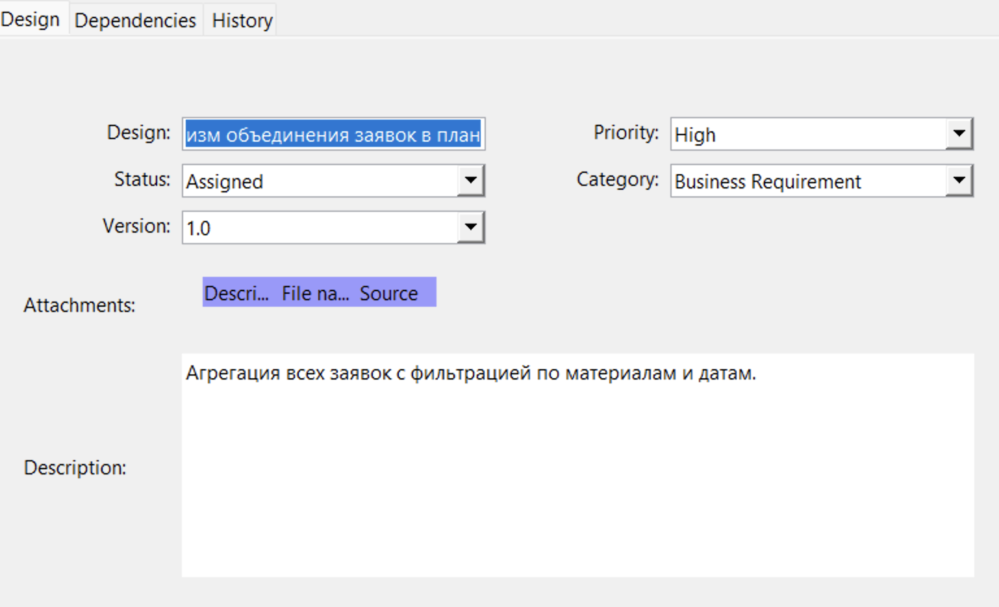 Design Dependencies History
Design: изм объединения заявок в план
Priority: High
Status: Assigned
Category: Business Requirement
Version: 1.0
Attachments: Descri... File na... Source
Агрегация всех заявок с фильтрацией по материалам и датам.
Description: